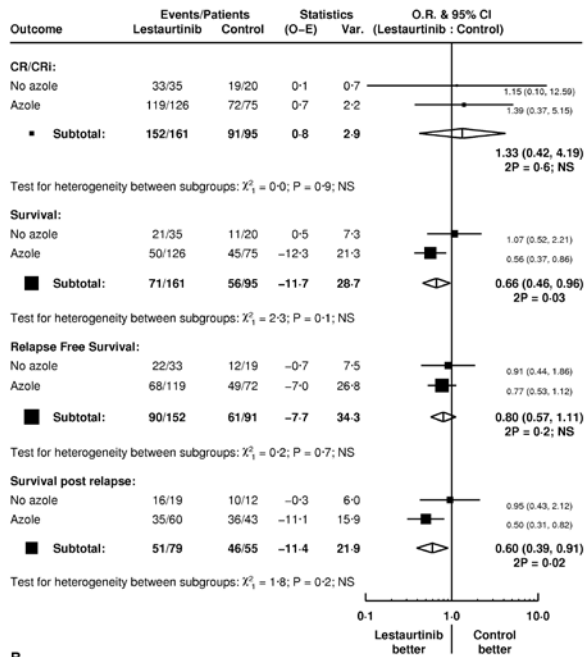 Events/Patients Statistics O.R. & 95% CI
Outcome Lestaurtinib Control (O–E) Var. (Lestaurtinib : Control)
CR/CRi:
No azole 33/35 19/20 0·1 0·7 1.15 (0.10, 12.59)
Azole 119/126 72/75 0·7 2·2 1.39 (0.37, 5.15)
Subtotal: 152/161 91/95 0·8 2·9 1.33 (0.42, 4.19)
2P = 0·6; NS
Test for heterogeneity between subgroups: χ²₁ = 0·0; P = 0·9; NS
Survival:
No azole 21/35 11/20 0·5 7·3 1.07 (0.52, 2.21)
Azole 50/126 45/75 −12·3 21·3 0.56 (0.37, 0.86)
Subtotal: 71/161 56/95 −11·7 28·7 0.66 (0.46, 0.96)
2P = 0·03
Test for heterogeneity between subgroups: χ²₁ = 2·3; P = 0·1; NS
Relapse Free Survival:
No azole 22/33 12/19 −0·7 7·5 0.91 (0.44, 1.86)
Azole 68/119 49/72 −7·0 26·8 0.77 (0.53, 1.12)
Subtotal: 90/152 61/91 −7·7 34·3 0.80 (0.57, 1.11)
2P = 0·2; NS
Test for heterogeneity between subgroups: χ²₁ = 0·2; P = 0·7; NS
Survival post relapse:
No azole 16/19 10/12 −0·3 6·0 0.95 (0.43, 2.12)
Azole 35/60 36/43 −11·1 15·9 0.50 (0.31, 0.82)
Subtotal: 51/79 46/55 −11·4 21·9 0.60 (0.39, 0.91)
2P = 0·02
Test for heterogeneity between subgroups: χ²₁ = 1·8; P = 0·2; NS
0·1 1·0 10·0
Lestaurtinib Control
better better